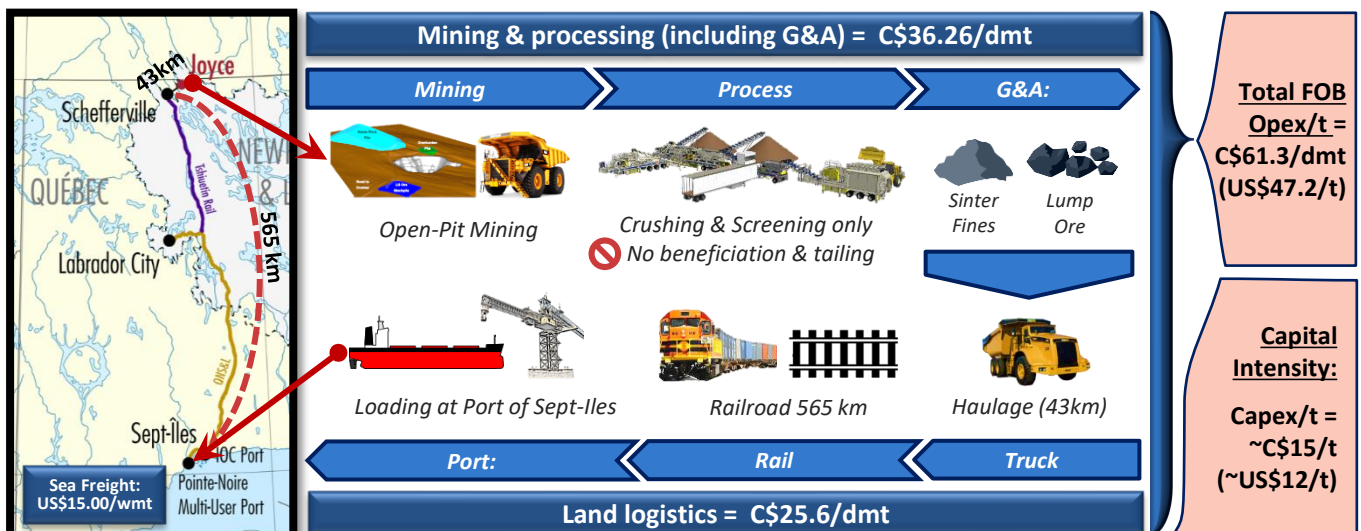 Mining & processing (including G&A) = C$36.26/dmt
Mining
Process
G&A:
Open-Pit Mining
Crushing & Screening only
No beneficiation & tailing
Sinter
Fines
Lump
Ore
Loading at Port of Sept-Iles
Railroad 565 km
Haulage (43km)
Port:
Rail
Truck
Land logistics = C$25.6/dmt
43km
Joyce
Schefferville
QUÉBEC
Tshiuetin Rail
NEWF
& L
565 km
Labrador City
QNS&L
Sept-Îles
IOC Port
Pointe-Noire
Multi-User Port
Sea Freight:
US$15.00/wmt
Total FOB
Opex/t =
C$61.3/dmt
(US$47.2/t)
Capital
Intensity:
Capex/t =
~C$15/t
(~US$12/t)